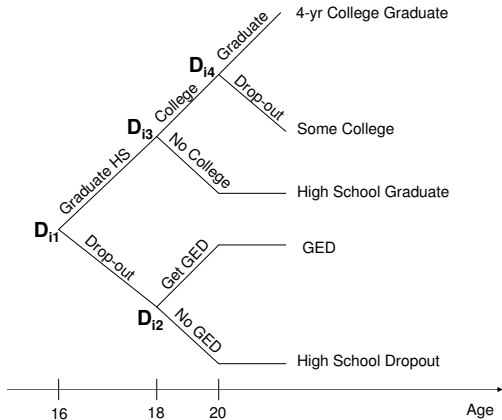 4-yr College Graduate
Graduate
D_i4
Drop-out
College
Some College
D_i3
No College
Graduate HS
High School Graduate
D_i1
Drop-out
Get GED
GED
D_i2
No GED
High School Dropout
16 18 20 Age